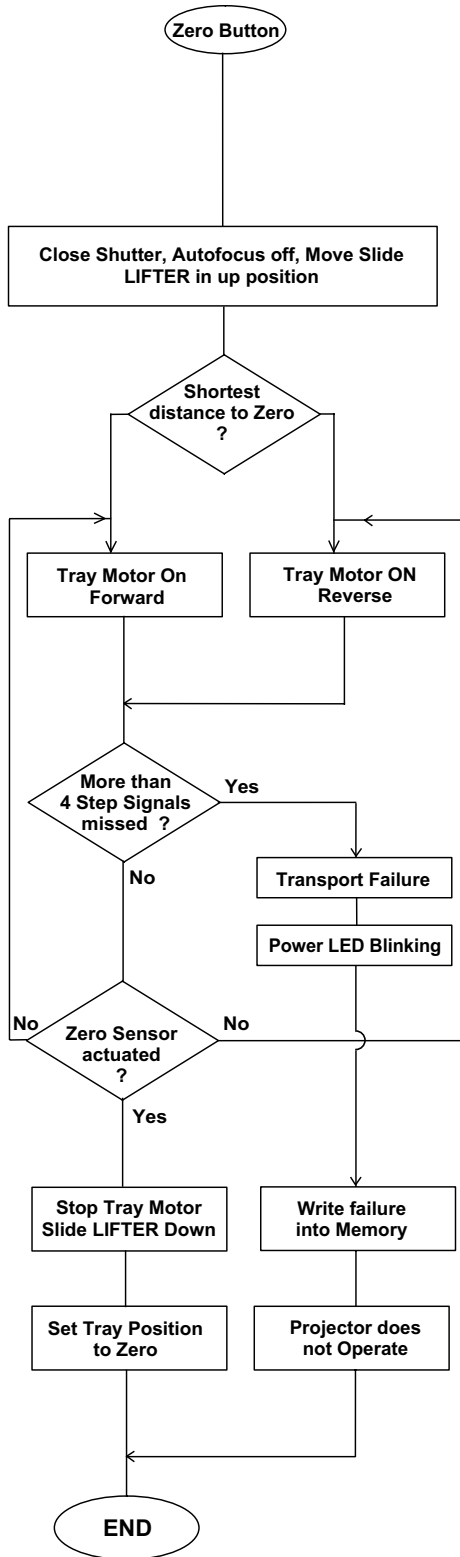 Zero Button
Close Shutter, Autofocus off, Move Slide
LIFTER in up position
Shortest
distance to Zero
?
Tray Motor On
Forward
Tray Motor ON
Reverse
More than
4 Step Signals
missed ?
Yes
No
Transport Failure
Power LED Blinking
No
Zero Sensor
actuated
?
No
Yes
Stop Tray Motor
Slide LIFTER Down
Write failure
into Memory
Set Tray Position
to Zero
Projector does
not Operate
END